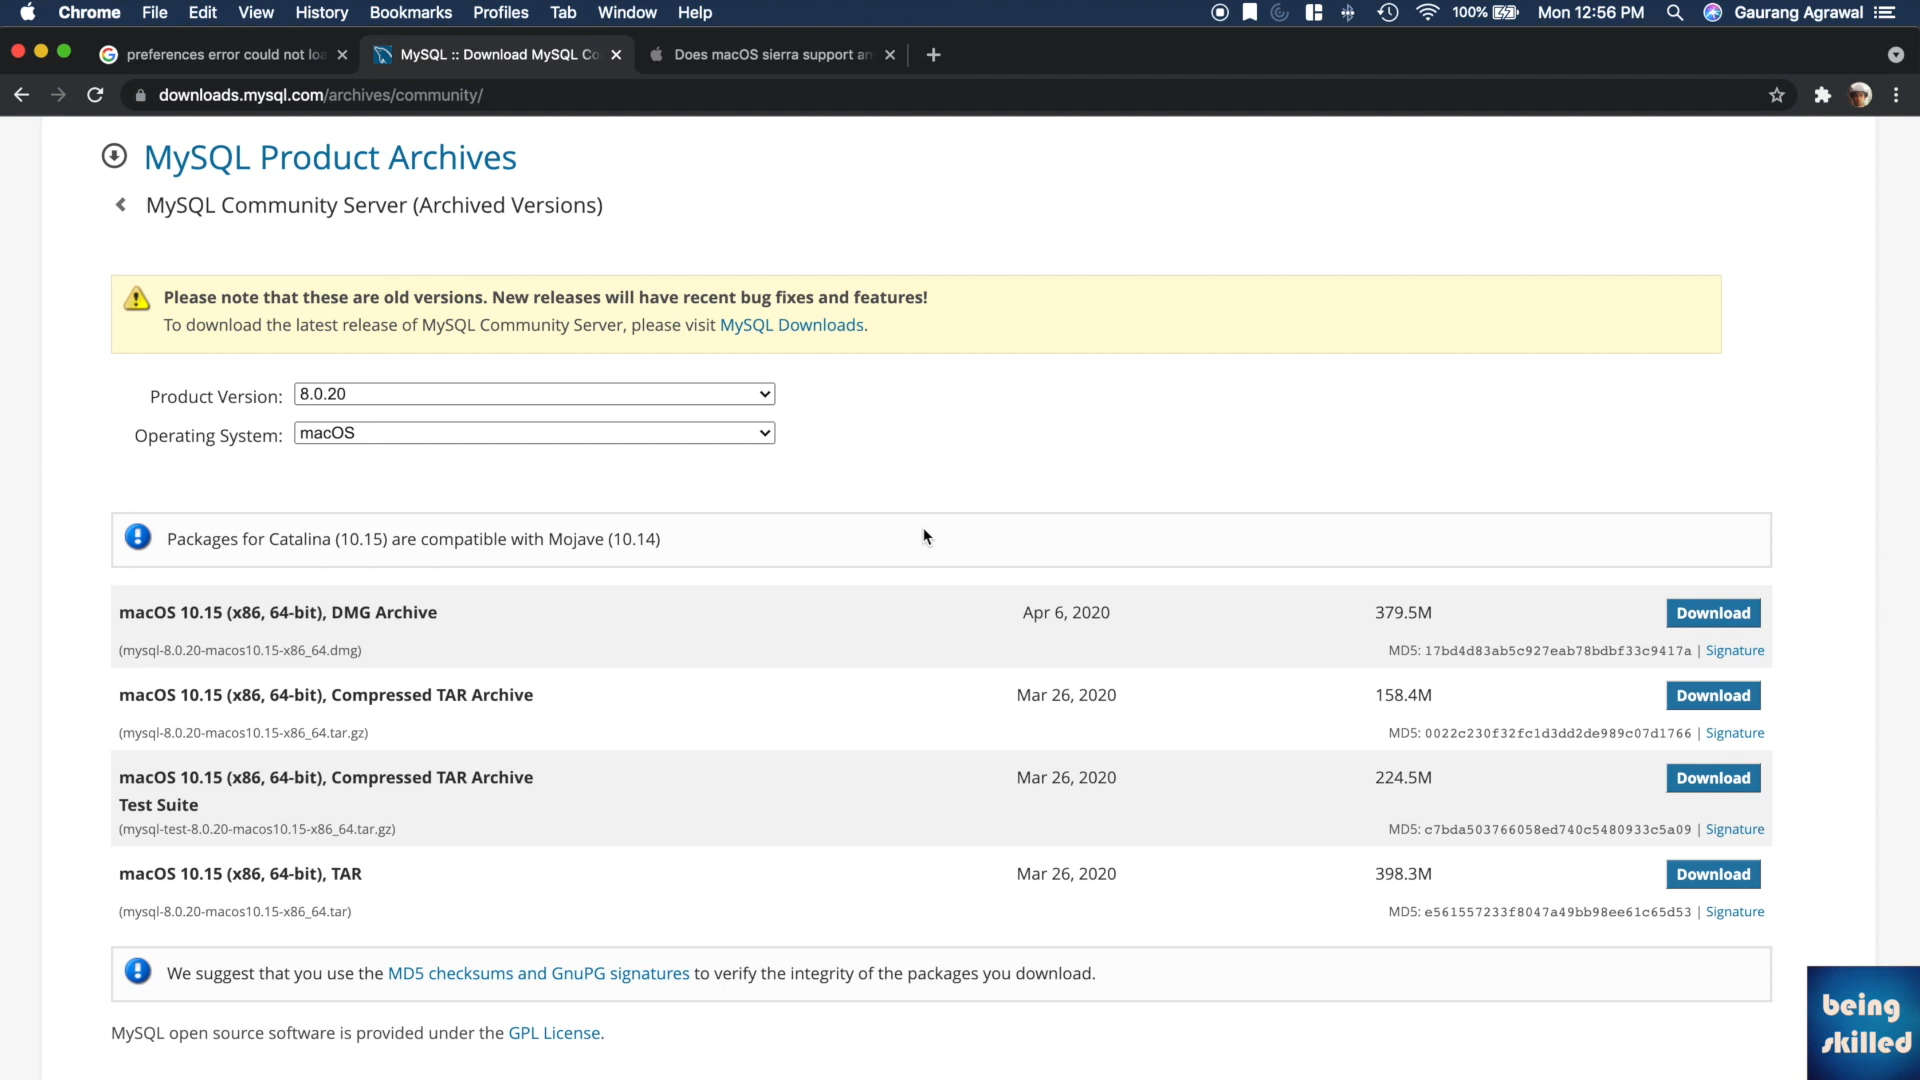 Chrome File Edit View History Bookmarks Profiles Tab Window Help 100% Mon 12:56 PM Gaurang Agrawal
preferences error could not loa MySQL :: Download MySQL Co Does macOS sierra support an
downloads.mysql.com/archives/community/
MySQL Product Archives
MySQL Community Server (Archived Versions)
Please note that these are old versions. New releases will have recent bug fixes and features!
To download the latest release of MySQL Community Server, please visit MySQL Downloads.
Product Version: 8.0.20
Operating System: macOS
Packages for Catalina (10.15) are compatible with Mojave (10.14)
macOS 10.15 (x86, 64-bit), DMG Archive Apr 6, 2020 379.5M Download
(mysql-8.0.20-macos10.15-x86_64.dmg) MD5: 17bd4d83ab5c927eab78bdbf33c9417a | Signature
macOS 10.15 (x86, 64-bit), Compressed TAR Archive Mar 26, 2020 158.4M Download
(mysql-8.0.20-macos10.15-x86_64.tar.gz) MD5: 0022c230f32fc1d3dd2de989c07d1766 | Signature
macOS 10.15 (x86, 64-bit), Compressed TAR Archive Mar 26, 2020 224.5M Download
Test Suite
(mysql-test-8.0.20-macos10.15-x86_64.tar.gz) MD5: c7bda503766058ed740c5480933c5a09 | Signature
macOS 10.15 (x86, 64-bit), TAR Mar 26, 2020 398.3M Download
(mysql-8.0.20-macos10.15-x86_64.tar) MD5: e561557233f8047a49bb98ee61c65d53 | Signature
We suggest that you use the MD5 checksums and GnuPG signatures to verify the integrity of the packages you download.
MySQL open source software is provided under the GPL License.
being
skilled